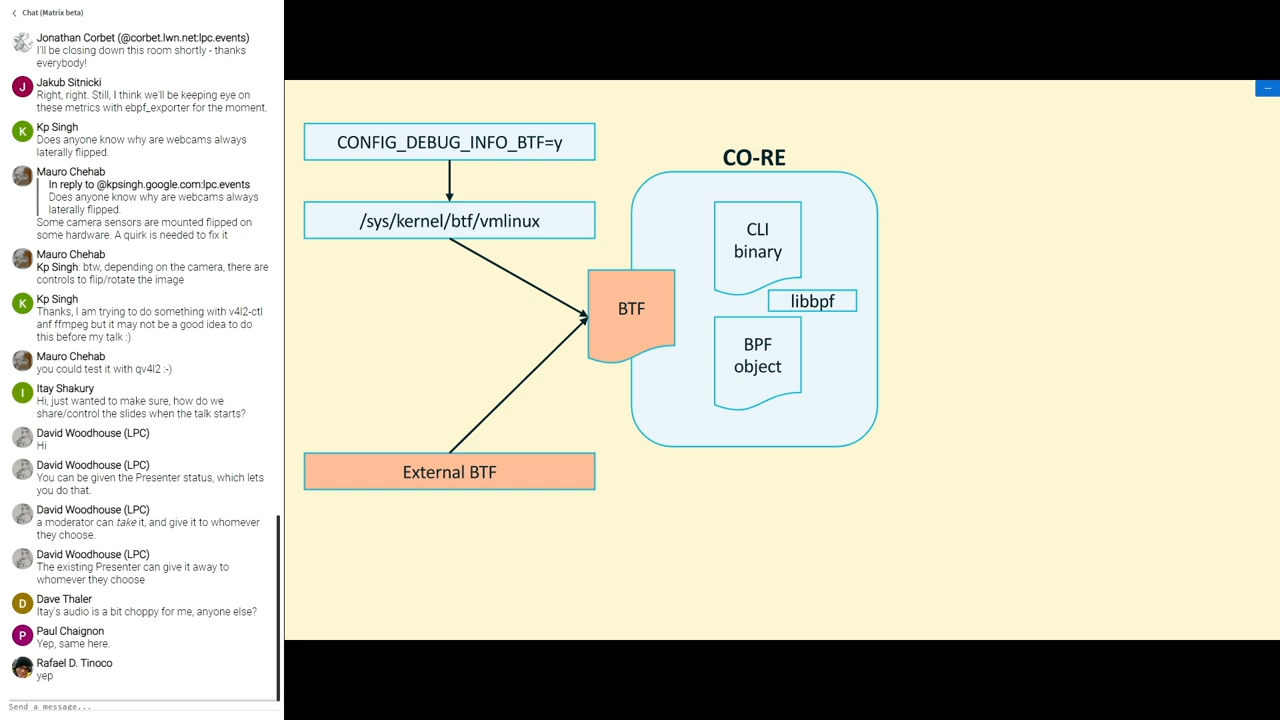 Chat (Matrix beta)
Jonathan Corbet (@corbet.lwn.net:lpc.events)
I'll be closing down this room shortly - thanks
everybody!
J
Jakub Sitnicki
Right, right. Still, I think we'll be keeping eye on
these metrics with ebpf_exporter for the moment.
K
Kp Singh
Does anyone know why are webcams always
laterally flipped.
Mauro Chehab
In reply to @kpsingh.google.com:lpc.events
Does anyone know why are webcams always
laterally flipped.
Some camera sensors are mounted flipped on
some hardware. A quirk is needed to fix it
Mauro Chehab
Kp Singh: btw, depending on the camera, there are
controls to flip/rotate the image
K
Kp Singh
Thanks, I am trying to do something with v4l2-ctl
anf ffmpeg but it may not be a good idea to do
this before my talk :)
Mauro Chehab
you could test it with qv4l2 :-)
I
Itay Shakury
Hi, just wanted to make sure, how do we
share/control the slides when the talk starts?
David Woodhouse (LPC)
Hi
David Woodhouse (LPC)
You can be given the Presenter status, which lets
you do that.
David Woodhouse (LPC)
a moderator can take it, and give it to whomever
they choose.
David Woodhouse (LPC)
The existing Presenter can give it away to
whomever they choose
D
Dave Thaler
Itay's audio is a bit choppy for me, anyone else?
P
Paul Chaignon
Yep, same here.
Rafael D. Tinoco
yep
Send a message...
CONFIG_DEBUG_INFO_BTF=y
/sys/kernel/btf/vmlinux
CO-RE
CLI
binary
libbpf
BTF
BPF
object
External BTF